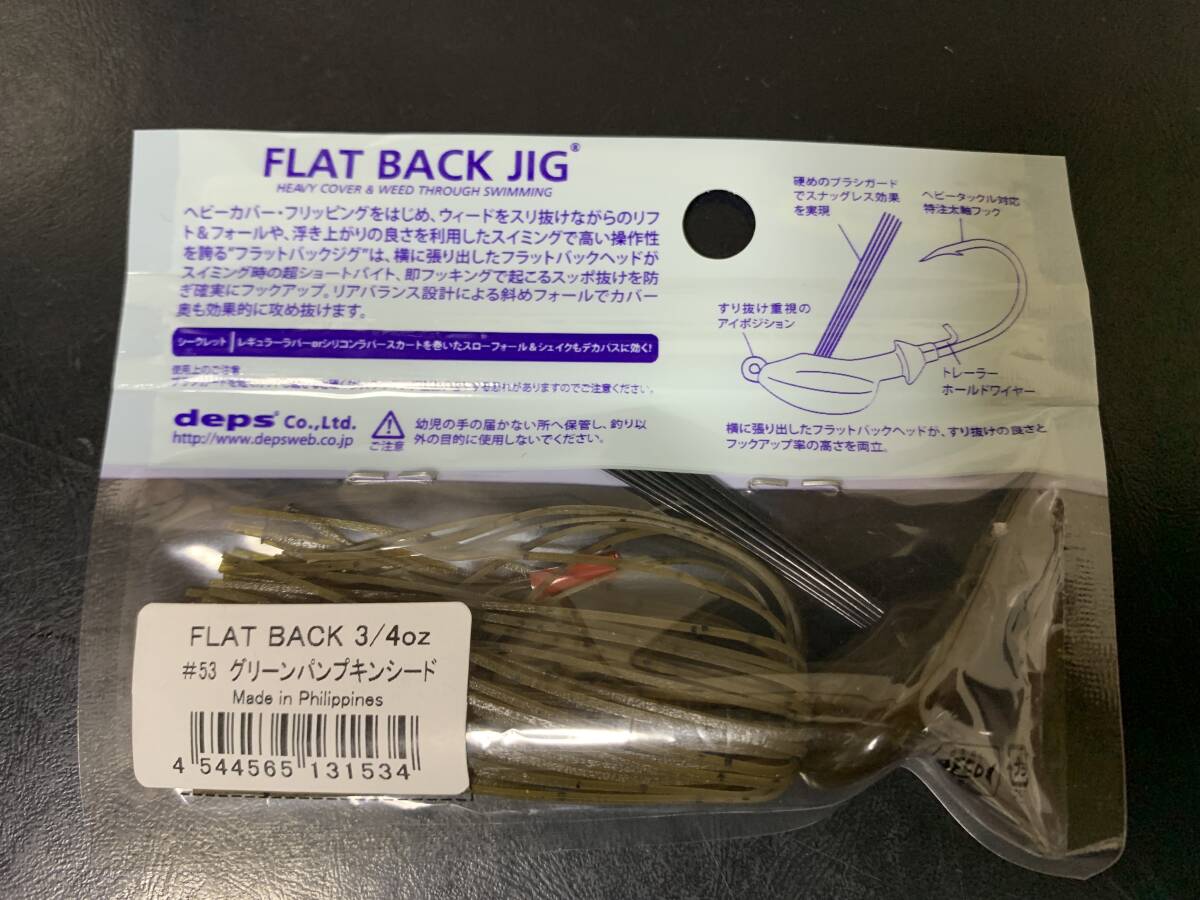 FLAT BACK JIG®
HEAVY COVER & WEED THROUGH SWIMMING
ヘビーカバー・フリッピングをはじめ、ウィードをスリ抜けながらのリフ
ト&フォールや、浮き上がりの良さを利用したスイミングで高い操作性
を誇る"フラットバックジグ"は、横に張り出したフラットバックヘッドが
スイミング時の超ショートバイト、即フッキングで起こるスッポ抜けを防
ぎ確実にフックアップ。リアバランス設計による斜めフォールでカバー
奥も効果的に攻め抜けます。
シークレット レギュラーラバーorシリコンラバースカートを巻いたスローフォール&シェイクもデカバスに効く!
使用上のご注意
恐れがありますのでご注意ください。
deps® Co.,Ltd.
http://www.depsweb.co.jp
ご注意
幼児の手の届かない所へ保管し、釣り以
外の目的に使用しないでください。
硬めのブラシガード
でスナッグレス効果
を実現
ヘビータックル対応
特注太軸フック
すり抜け重視の
アイポジション
トレーラー
ホールドワイヤー
横に張り出したフラットバックヘッドが、すり抜けの良さと
フックアップ率の高さを両立。
FLAT BACK 3/4oz
#53 グリーンパンプキンシード
Made in Philippines
4 544565 131534